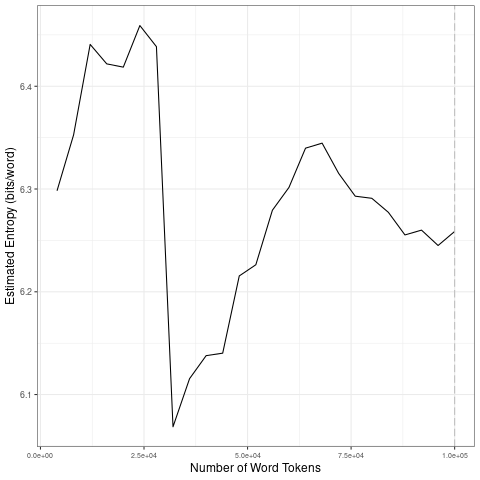 Estimated Entropy (bits/word)
6.4
6.3
6.2
6.1
0.0e+00 2.5e+04 5.0e+04 7.5e+04 1.0e+05
Number of Word Tokens